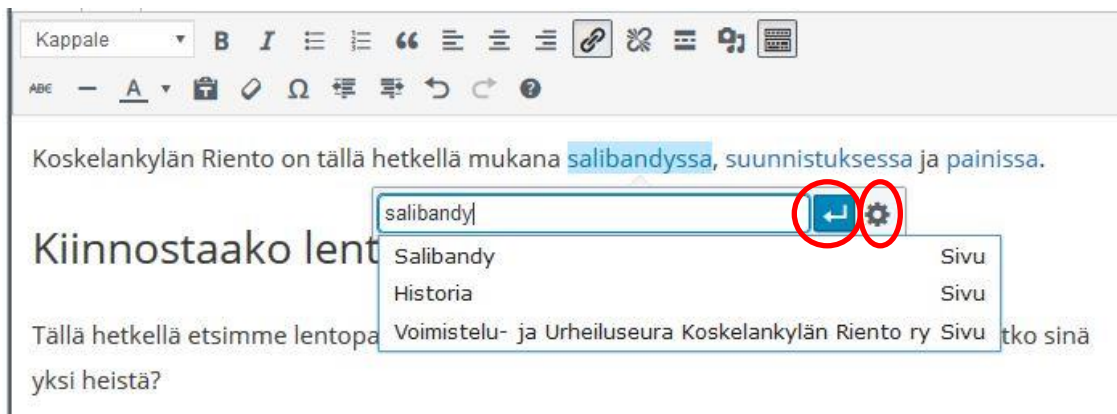 Kappale B I
ABE A Ω
Koskelankylän Riento on tällä hetkellä mukana salibandyssa, suunnistuksessa ja painissa.
salibandy
Kiinnostaako lent
Salibandy Sivu
Historia Sivu
Voimistelu- ja Urheiluseura Koskelankylän Riento ry Sivu
Tällä hetkellä etsimme lentopa tko sinä
yksi heistä?